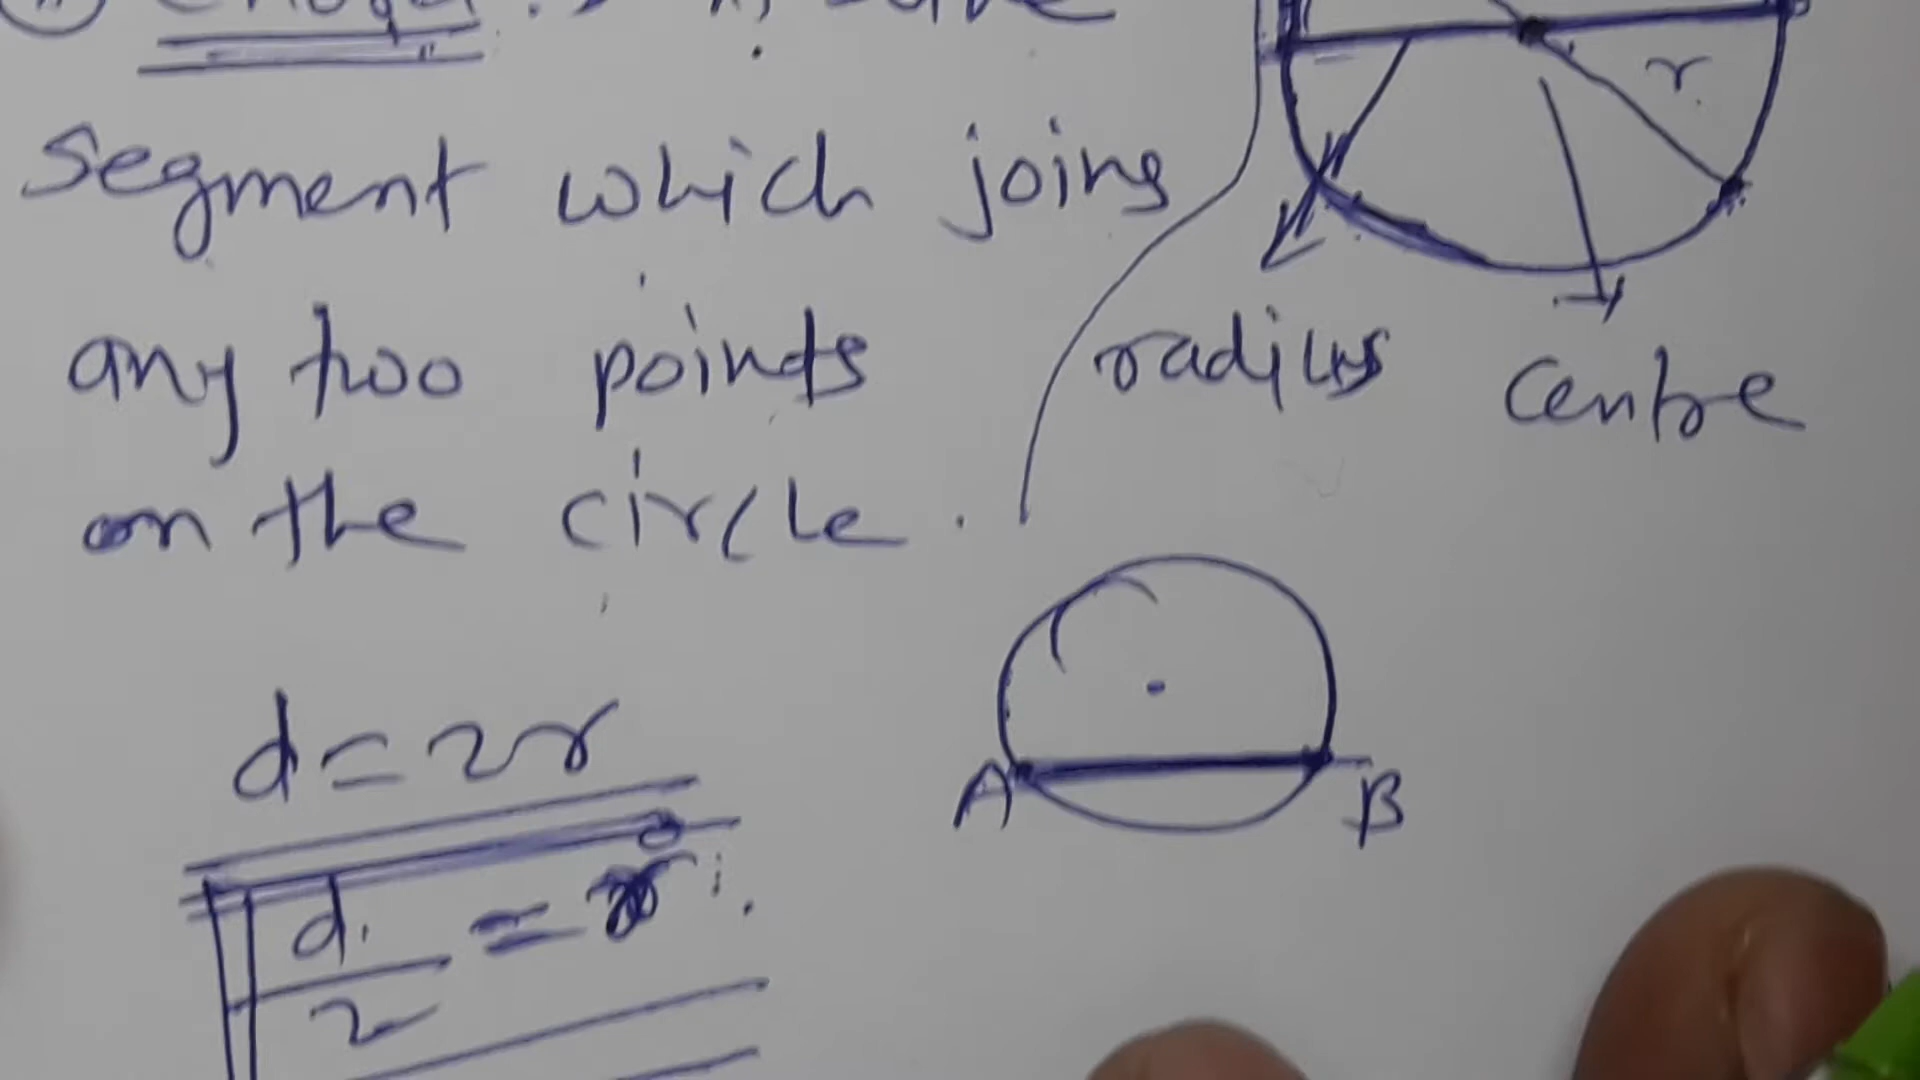 segment which joins
any two points
on the circle.
r
radius
centre
A
B
d=2r
d/2 = r